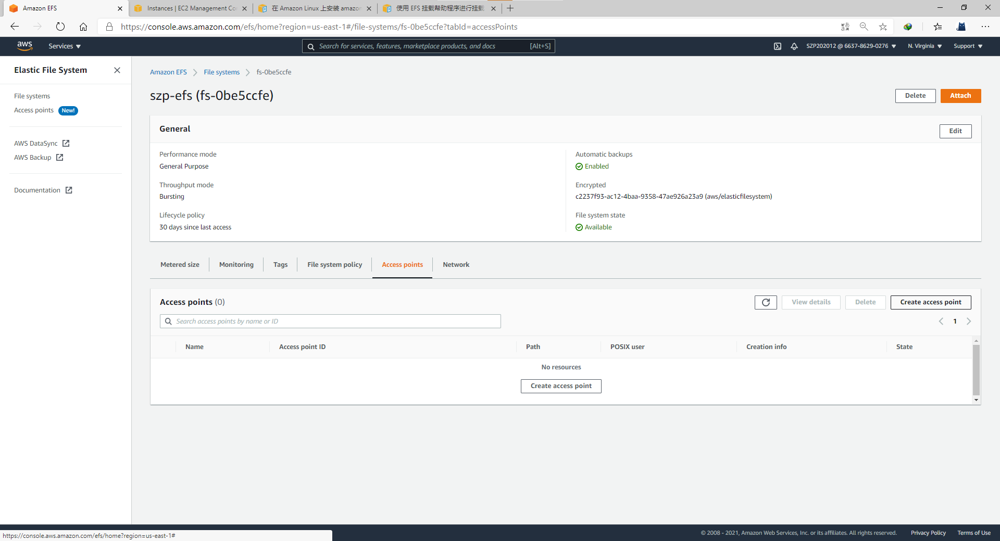 Amazon EFS
Instances | EC2 Management Co
在 Amazon Linux 上安装 amazon
使用 EFS 挂载帮助程序进行挂载
https://console.aws.amazon.com/efs/home?region=us-east-1#/file-systems/fs-0be5ccfe?tabId=accessPoints
aws
Services
Search for services, features, marketplace products, and docs
[Alt+S]
SZP202012 @ 6637-8629-0276
N. Virginia
Support
Elastic File System
File systems
Access points New!
AWS DataSync
AWS Backup
Documentation
Amazon EFS
File systems
fs-0be5ccfe
szp-efs (fs-0be5ccfe)
Delete
Attach
General
Edit
Performance mode
General Purpose
Throughput mode
Bursting
Lifecycle policy
30 days since last access
Automatic backups
Enabled
Encrypted
c2237f93-ac12-4baa-9358-47ae926a23a9 (aws/elasticfilesystem)
File system state
Available
Metered size
Monitoring
Tags
File system policy
Access points
Network
Access points (0)
View details
Delete
Create access point
Search access points by name or ID
1
Name
Access point ID
Path
POSIX user
Creation info
State
No resources
Create access point
https://console.aws.amazon.com/efs/home?region=us-east-1#
© 2008 - 2021, Amazon Web Services, Inc. or its affiliates. All rights reserved.
Privacy Policy
Terms of Use